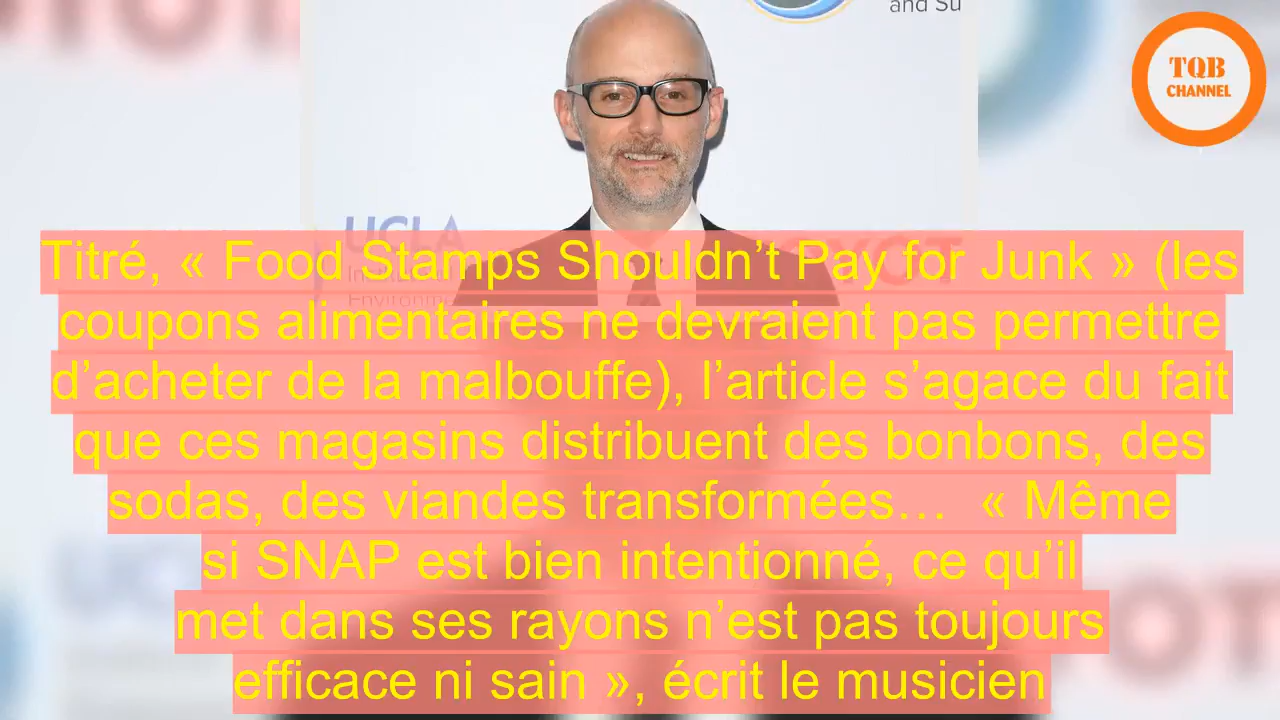 and Su
TQB
CHANNEL
UCLA
Titré, « Food Stamps Shouldn’t Pay for Junk » (les
coupons alimentaires ne devraient pas permettre
d’acheter de la malbouffe), l’article s’agace du fait
que ces magasins distribuent des bonbons, des
sodas, des viandes transformées… « Même
si SNAP est bien intentionné, ce qu’il
met dans ses rayons n’est pas toujours
efficace ni sain », écrit le musicien